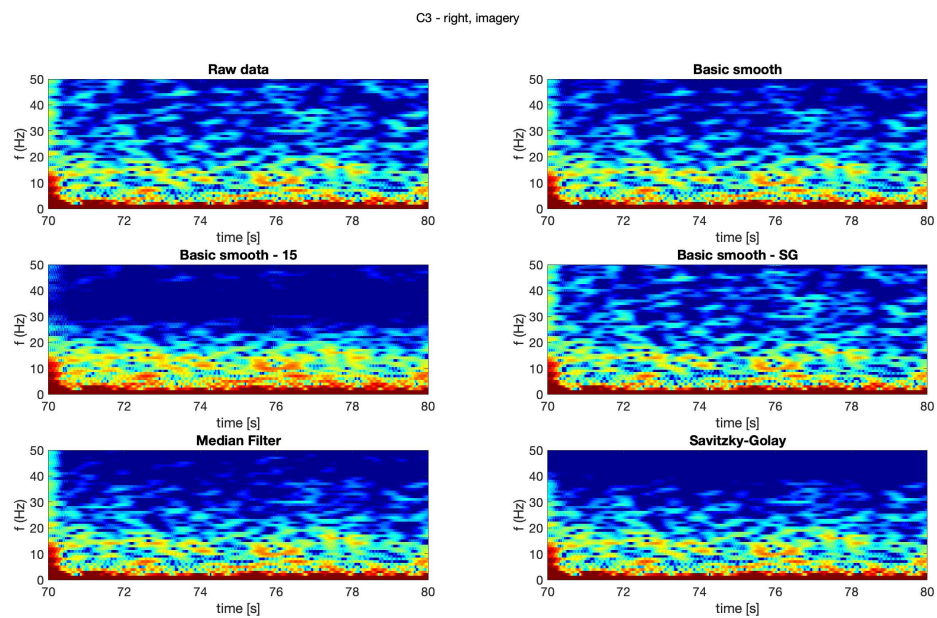 C3 - right, imagery
Raw data
50
40
30
20
10
0
f (Hz)
70 72 74 76 78 80
time [s]
Basic smooth
50
40
30
20
10
0
f (Hz)
70 72 74 76 78 80
time [s]
Basic smooth - 15
50
40
30
20
10
0
f (Hz)
70 72 74 76 78 80
time [s]
Basic smooth - SG
50
40
30
20
10
0
f (Hz)
70 72 74 76 78 80
time [s]
Median Filter
50
40
30
20
10
0
f (Hz)
70 72 74 76 78 80
time [s]
Savitzky-Golay
50
40
30
20
10
0
f (Hz)
70 72 74 76 78 80
time [s]